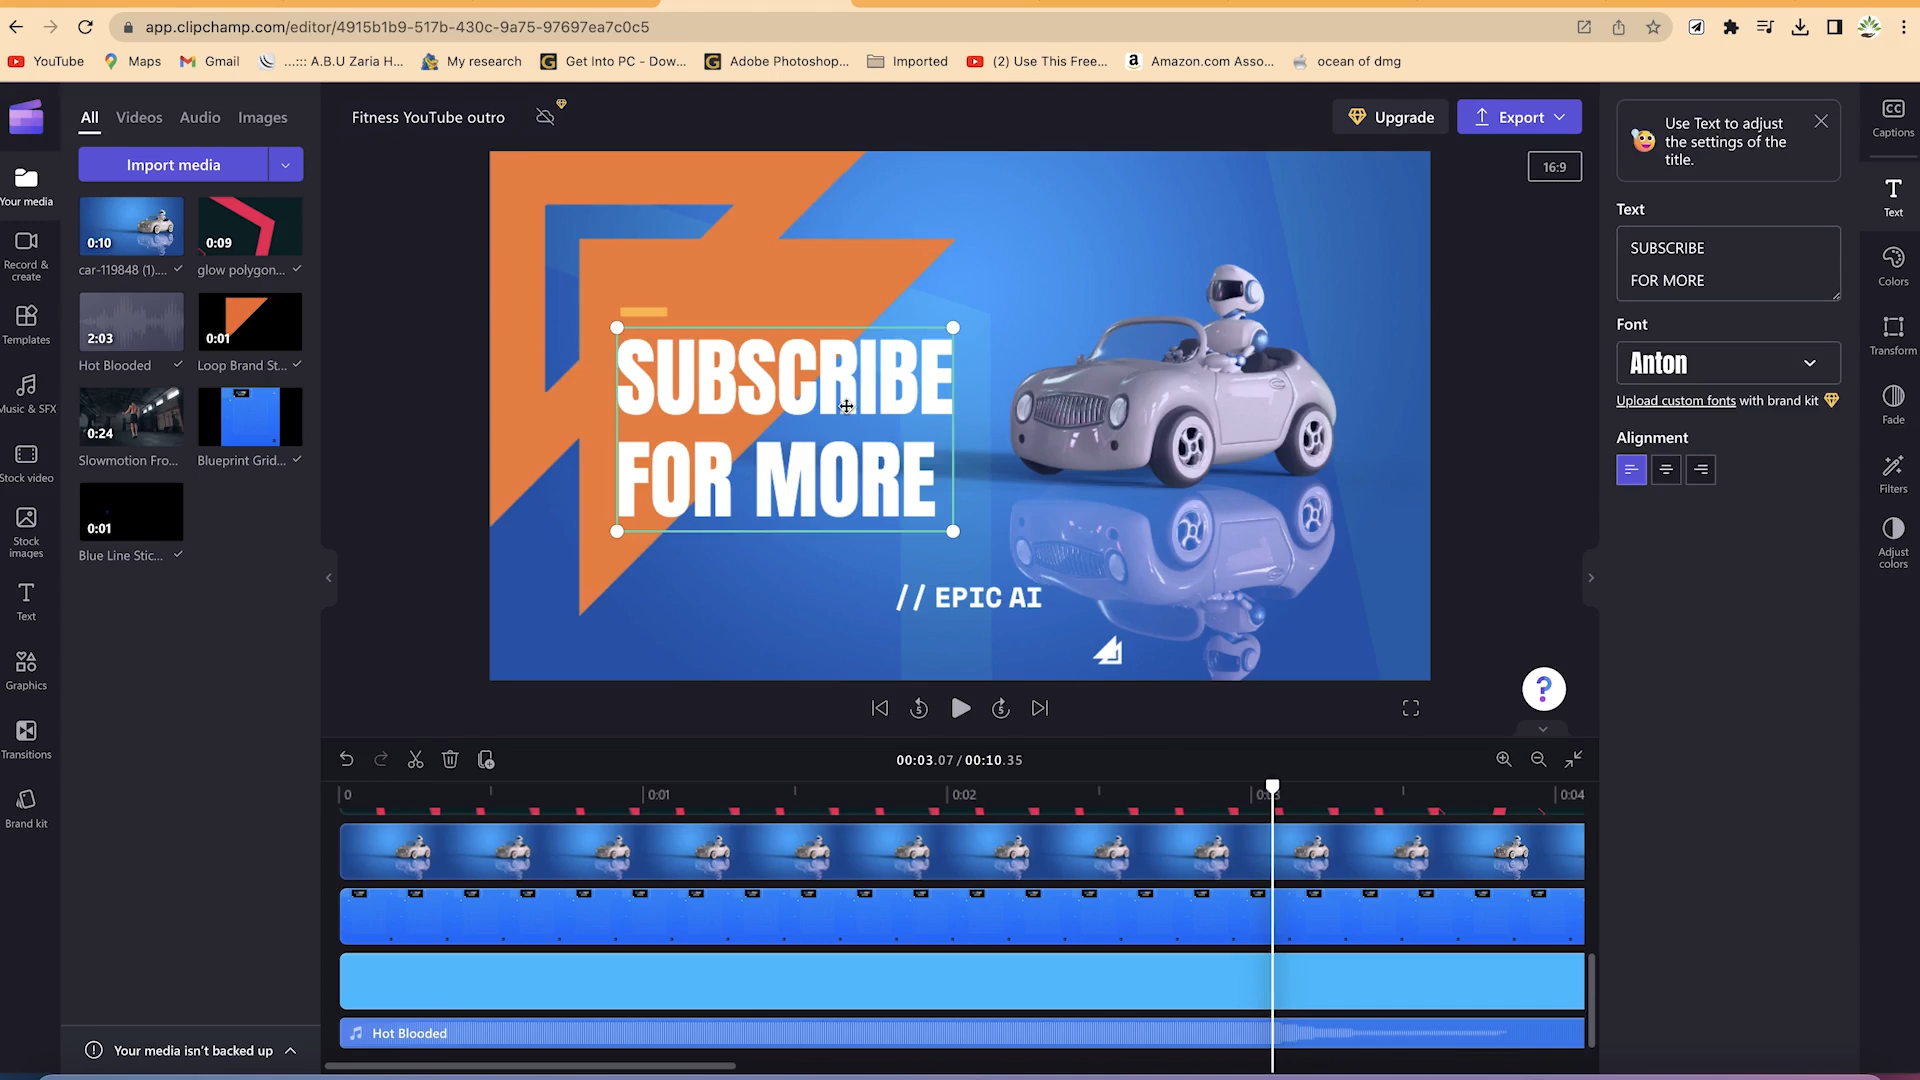 app.clipchamp.com/editor/4915b1b9-517b-430c-9a75-97697ea7c0c5
YouTube
Maps
Gmail
...::: A.B.U Zaria H...
My research
Get Into PC - Dow...
Adobe Photoshop...
Imported
(2) Use This Free...
Amazon.com Asso...
ocean of dmg
All
Videos
Audio
Images
Import media
Your media
Record &
create
Templates
Music & SFX
Stock video
Stock
images
Text
Graphics
Transitions
Brand kit
0:10
car-119848 (1)....
0:09
glow polygon...
2:03
Hot Blooded
0:01
Loop Brand St...
0:24
Slowmotion Fro...
Blueprint Grid...
0:01
Blue Line Stic...
Your media isn't backed up
Fitness YouTube outro
Upgrade
Export
16:9
SUBSCRIBE
FOR MORE
// EPIC AI
?
00:03.07 / 00:10.35
0
0:01
0:02
0:03
0:04
Hot Blooded
Use Text to adjust
the settings of the
title.
Text
SUBSCRIBE
FOR MORE
Font
Anton
Upload custom fonts with brand kit
Alignment
CC
Captions
Text
Colors
Transform
Fade
Filters
Adjust
colors